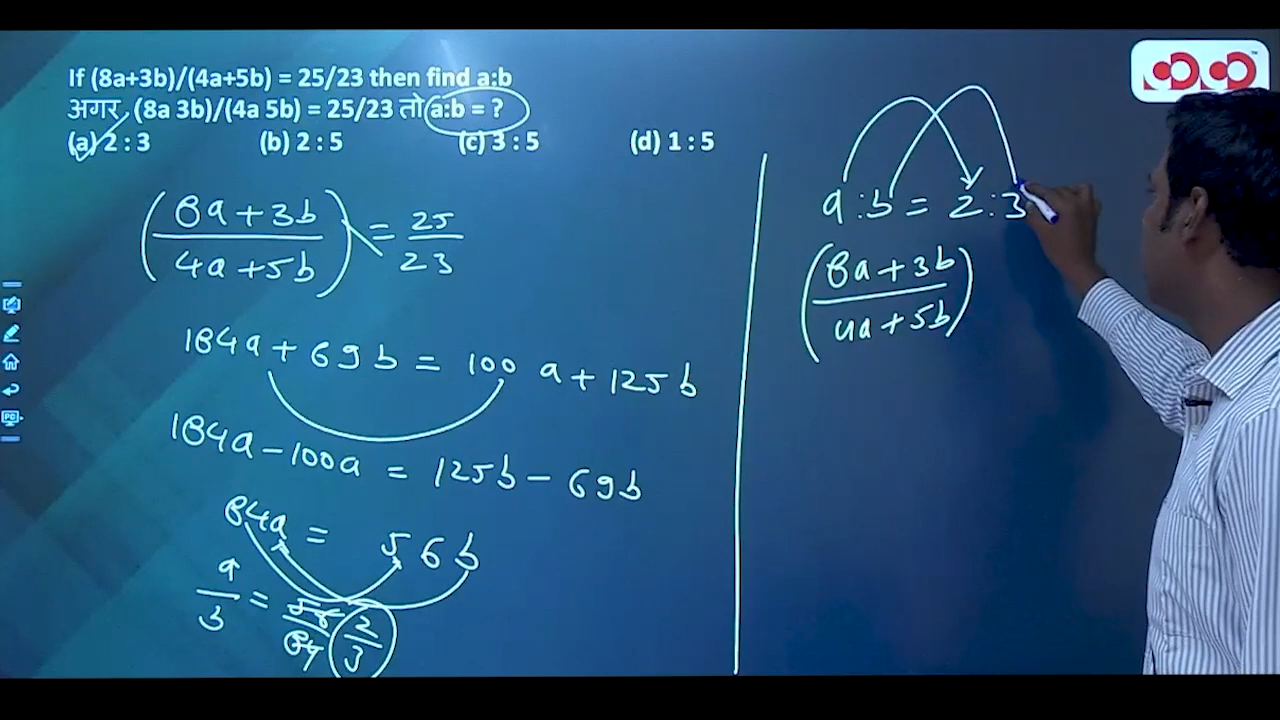 If (8a+3b)/(4a+5b) = 25/23 then find a:b
अगर, (8a 3b)/(4a 5b) = 25/23 तो a:b = ?
(a) 2 : 3 (b) 2 : 5 (c) 3 : 5 (d) 1 : 5
(8a+3b / 4a+5b) = 25/23
184a + 69b = 100 a + 125b
184a - 100a = 125b - 69b
84a = 56b
a/b = 56/84 2/3
a : b = 2 : 3
(8a + 3b / 4a + 5b)
PC